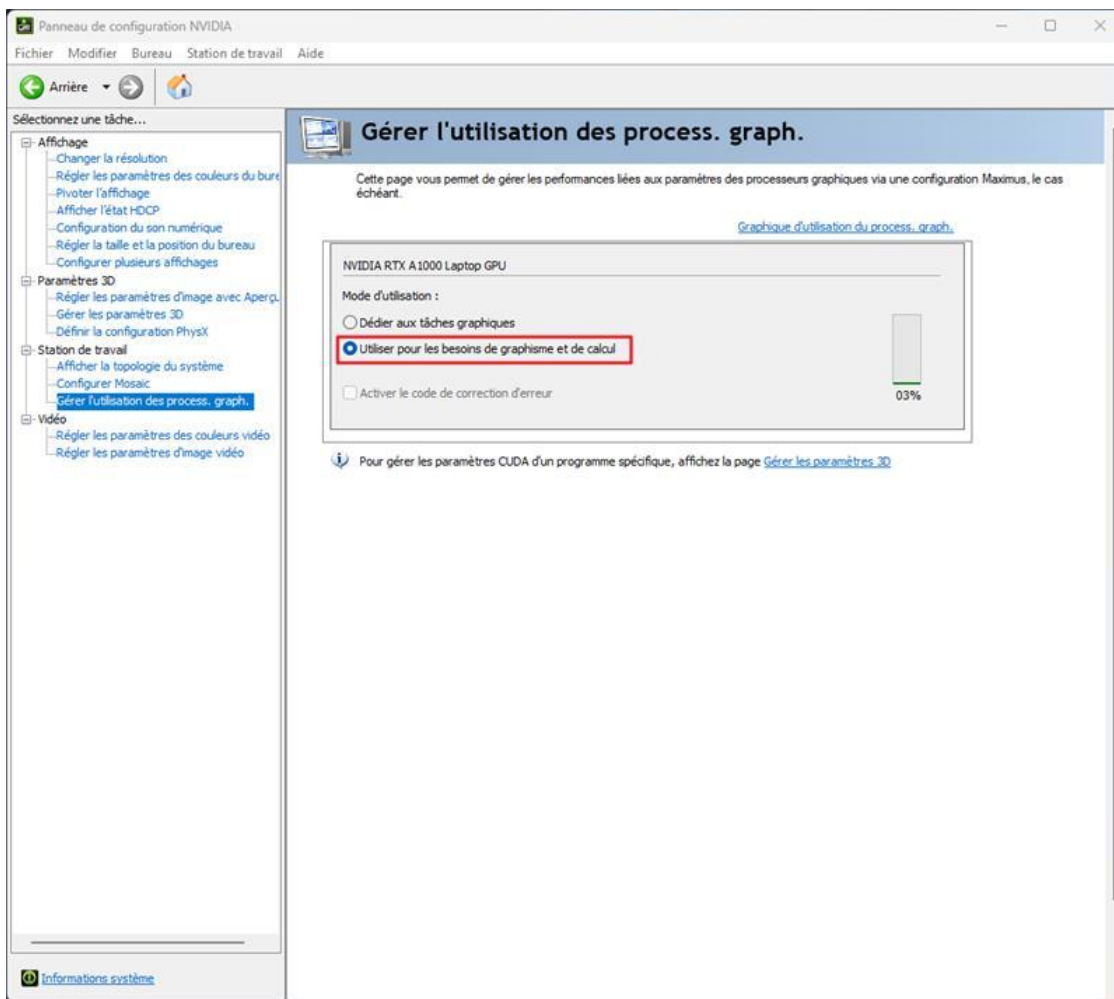 Panneau de configuration NVIDIA
Fichier Modifier Bureau Station de travail Aide
Arrière
Sélectionnez une tâche...
Affichage
Changer la résolution
Régler les paramètres des couleurs du bure
Pivoter l'affichage
Afficher l'état HDCP
Configuration du son numérique
Régler la taille et la position du bureau
Configurer plusieurs affichages
Paramètres 3D
Régler les paramètres d'image avec Aperçu
Gérer les paramètres 3D
Définir la configuration PhysX
Station de travail
Afficher la topologie du système
Configurer Mosaic
Gérer l'utilisation des process. graph.
Vidéo
Régler les paramètres des couleurs vidéo
Régler les paramètres d'image vidéo
Informations système
Gérer l'utilisation des process. graph.
Cette page vous permet de gérer les performances liées aux paramètres des processeurs graphiques via une configuration Maximus, le cas
échéant.
Graphique d'utilisation du process. graph.
NVIDIA RTX A1000 Laptop GPU
Mode d'utilisation :
Dédier aux tâches graphiques
Utiliser pour les besoins de graphisme et de calcul
Activer le code de correction d'erreur
03%
Pour gérer les paramètres CUDA d'un programme spécifique, affichez la page Gérer les paramètres 3D